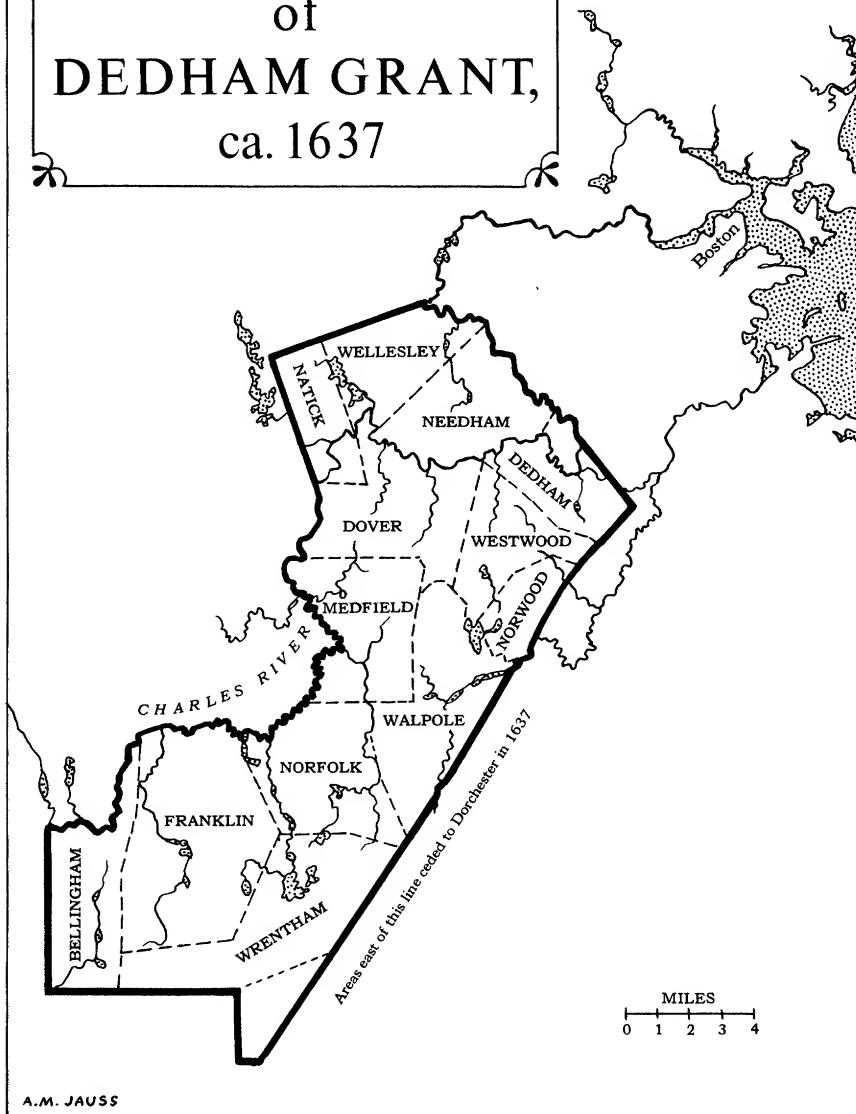 of
DEDHAM GRANT,
ca. 1637
Boston
WELLESLEY
NATICK
NEEDHAM
DEDHAM
DOVER
WESTWOOD
MEDFIELD
NORWOOD
CHARLES RIVER
WALPOLE
NORFOLK
FRANKLIN
BELLINGHAM
WRENTHAM
Areas east of this line ceded to Dorchester in 1637
MILES
0 1 2 3 4
A.M. JAUSS